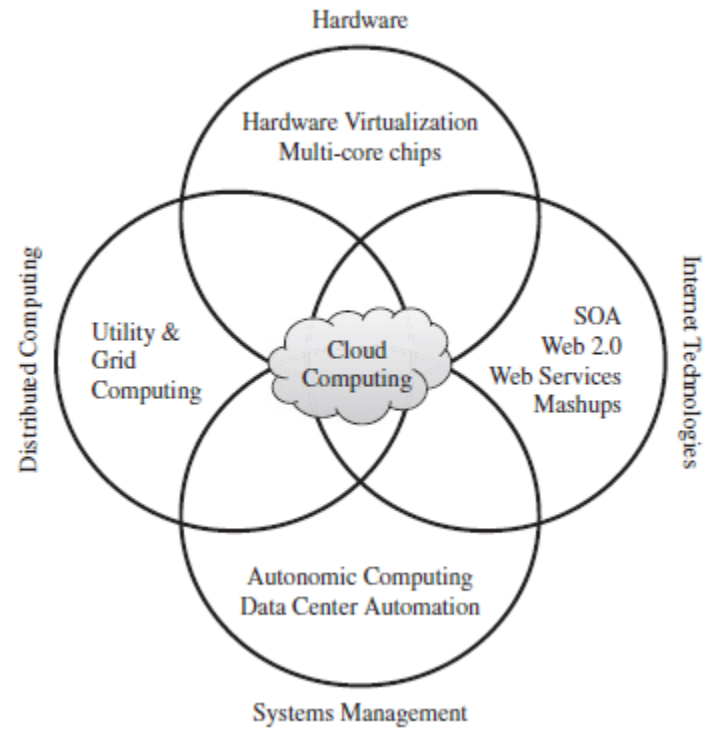 Hardware
Hardware Virtualization
Multi-core chips
Distributed Computing
Utility &
Grid
Computing
Cloud
Computing
SOA
Web 2.0
Web Services
Mashups
Internet Technologies
Autonomic Computing
Data Center Automation
Systems Management